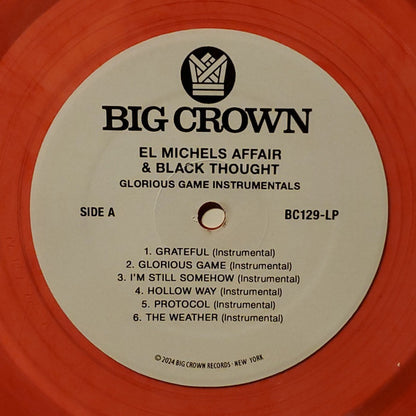 BIG CROWN
EL MICHELS AFFAIR
& BLACK THOUGHT
GLORIOUS GAME INSTRUMENTALS
SIDE A
BC129-LP
1. GRATEFUL (Instrumental)
2. GLORIOUS GAME (Instrumental)
3. I'M STILL SOMEHOW (Instrumental)
4. HOLLOW WAY (Instrumental)
5. PROTOCOL (Instrumental)
6. THE WEATHER (Instrumental)
© 2024 BIG CROWN RECORDS • NEW YORK